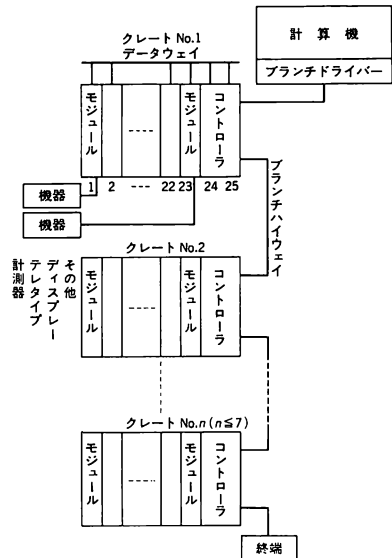 クレートNo.1
データウェイ
計算機
ブランチドライバー
モジュール
モジュール
コントローラ
1 2 --- 22 23 24 25
機器
機器
ブランチハイウェイ
クレートNo.2
その他
ディスプレー
テレタイプ
計測器
モジュール
モジュール
コントローラ
クレートNo.n(n≦7)
モジュール
モジュール
コントローラ
終端